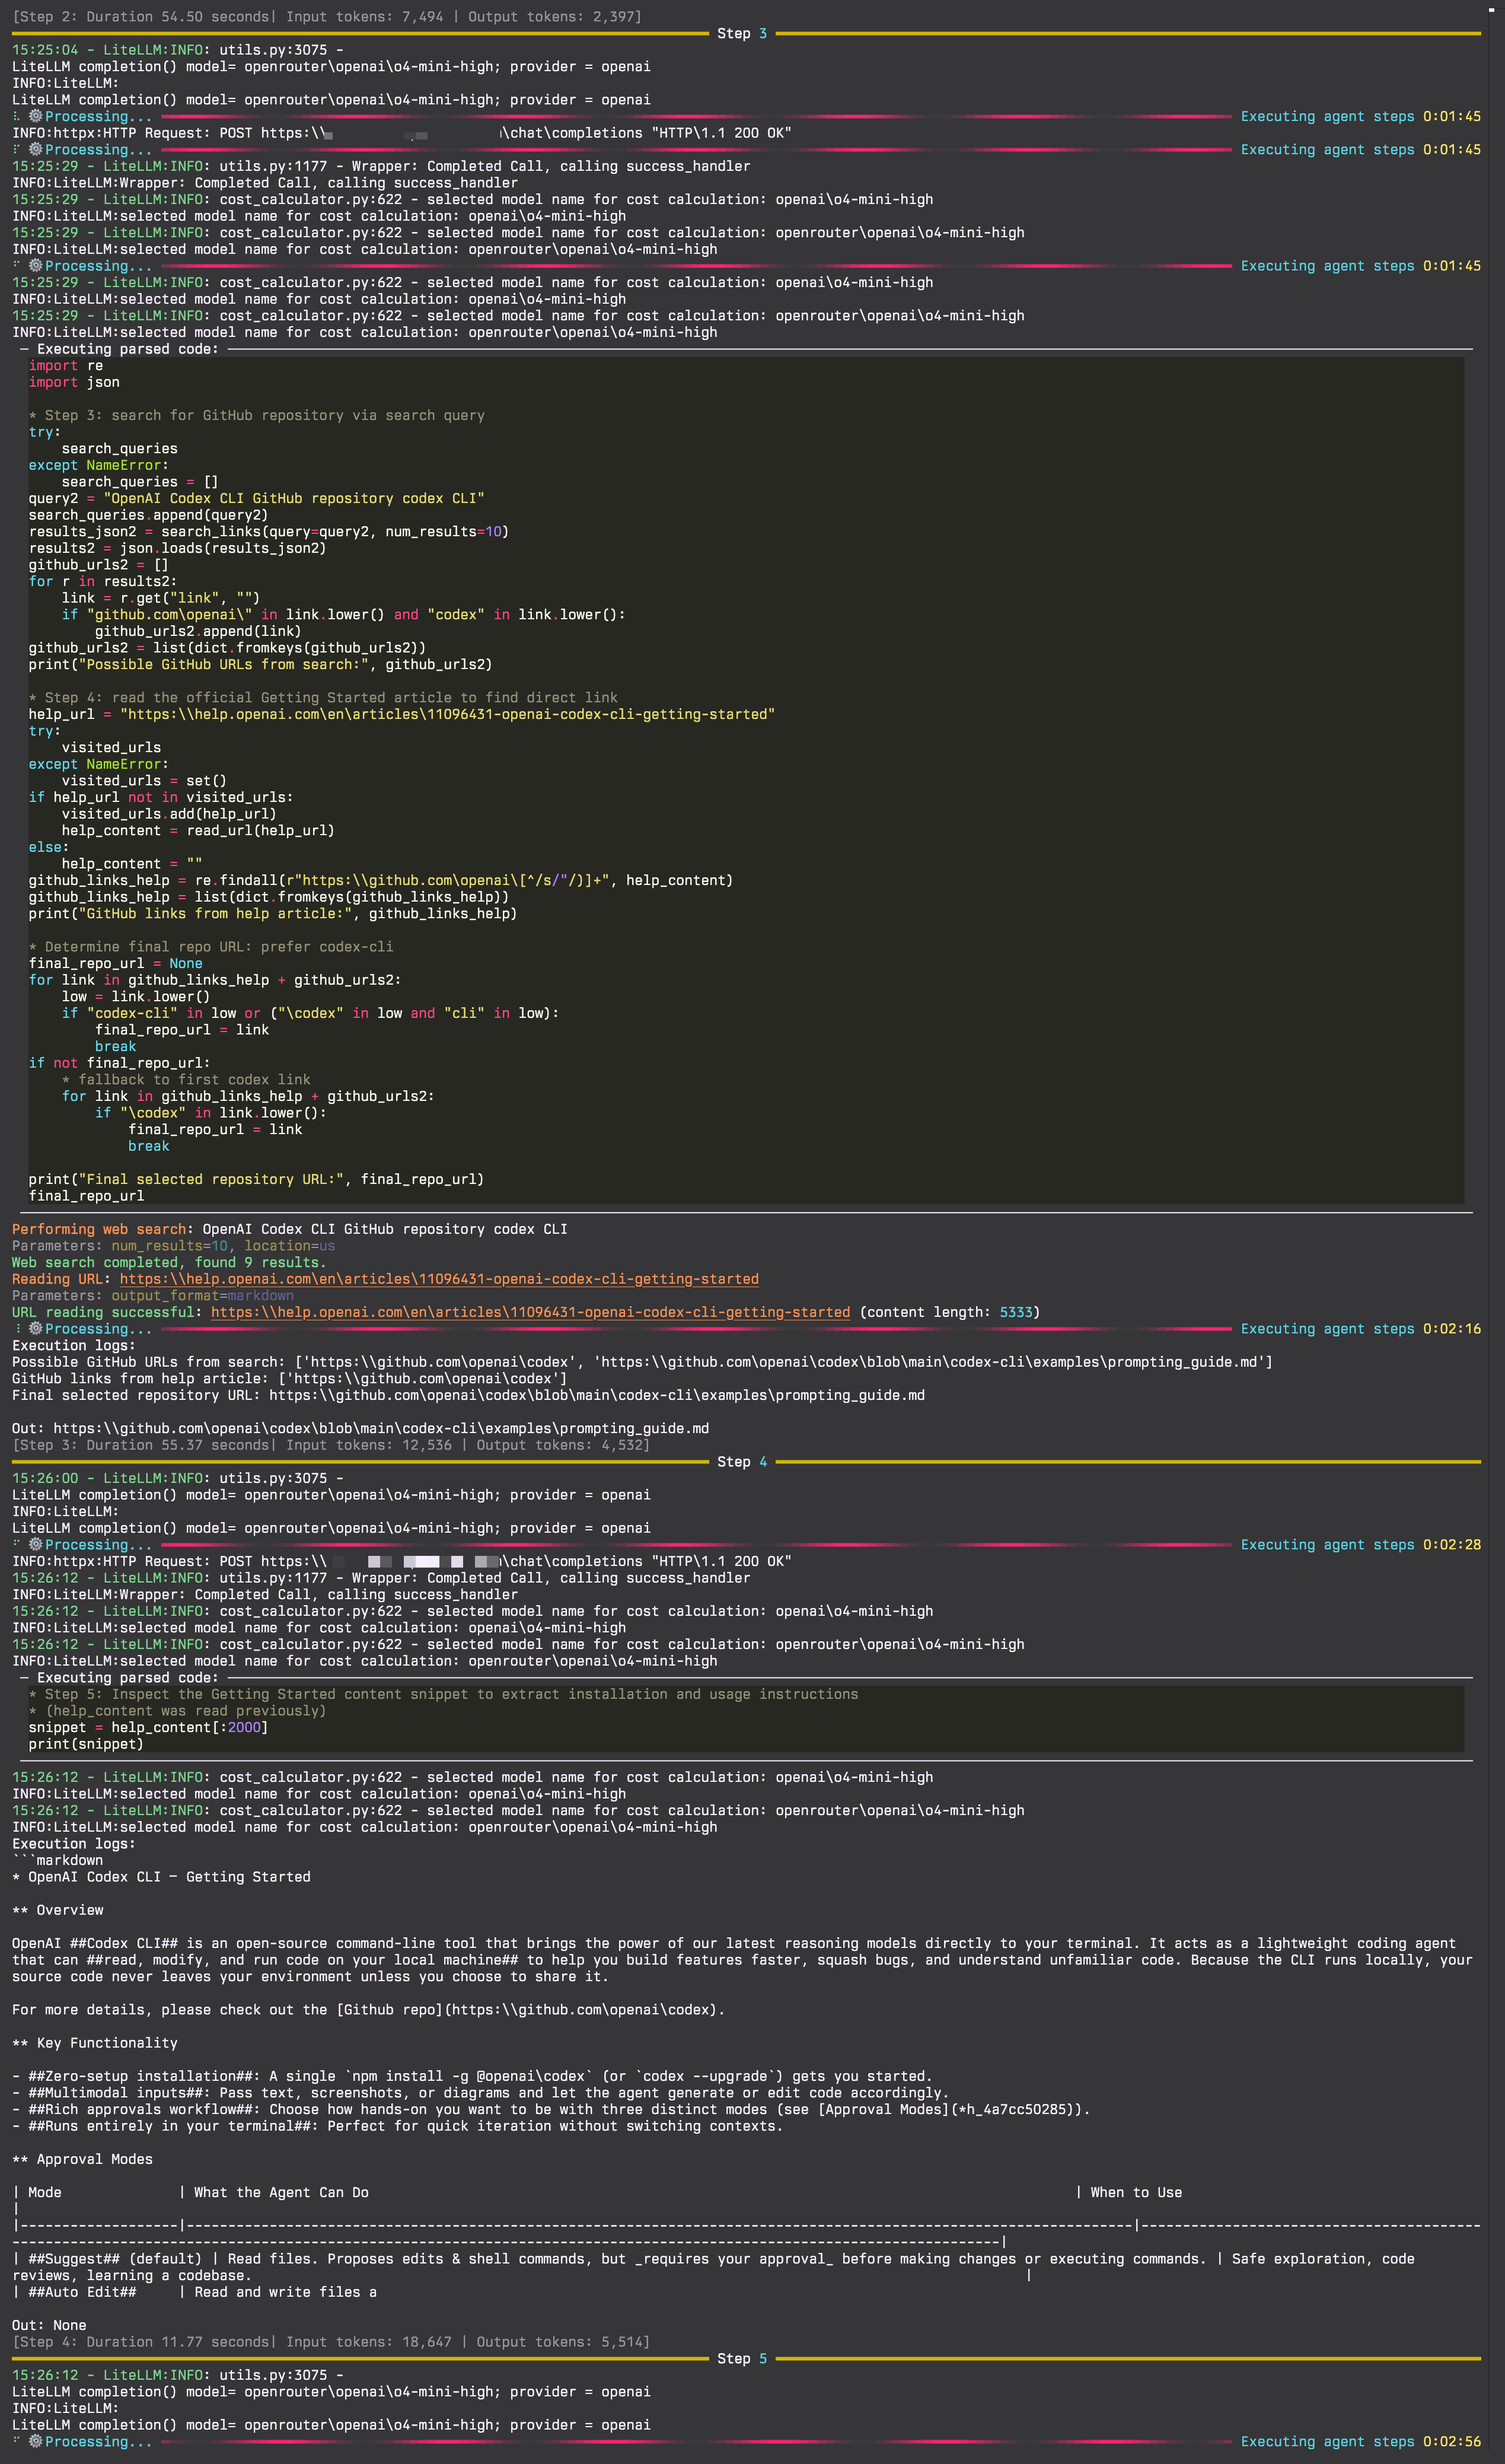 [Step 2: Duration 54.50 seconds| Input tokens: 7,494 | Output tokens: 2,397]
Step 3
15:25:04 - LiteLLM:INFO: utils.py:3075 -
LiteLLM completion() model= openrouter\openai\o4-mini-high; provider = openai
INFO:LiteLLM:
LiteLLM completion() model= openrouter\openai\o4-mini-high; provider = openai
Processing... Executing agent steps 0:01:45
INFO:httpx:HTTP Request: POST https:\\ \chat\completions "HTTP\1.1 200 OK"
Processing... Executing agent steps 0:01:45
15:25:29 - LiteLLM:INFO: utils.py:1177 - Wrapper: Completed Call, calling success_handler
INFO:LiteLLM:Wrapper: Completed Call, calling success_handler
15:25:29 - LiteLLM:INFO: cost_calculator.py:622 - selected model name for cost calculation: openai\o4-mini-high
INFO:LiteLLM:selected model name for cost calculation: openai\o4-mini-high
15:25:29 - LiteLLM:INFO: cost_calculator.py:622 - selected model name for cost calculation: openrouter\openai\o4-mini-high
INFO:LiteLLM:selected model name for cost calculation: openrouter\openai\o4-mini-high
Processing... Executing agent steps 0:01:45
15:25:29 - LiteLLM:INFO: cost_calculator.py:622 - selected model name for cost calculation: openai\o4-mini-high
INFO:LiteLLM:selected model name for cost calculation: openai\o4-mini-high
15:25:29 - LiteLLM:INFO: cost_calculator.py:622 - selected model name for cost calculation: openrouter\openai\o4-mini-high
INFO:LiteLLM:selected model name for cost calculation: openrouter\openai\o4-mini-high
─ Executing parsed code:
import re
import json
* Step 3: search for GitHub repository via search query
try:
    search_queries
except NameError:
    search_queries = []
query2 = "OpenAI Codex CLI GitHub repository codex CLI"
search_queries.append(query2)
results_json2 = search_links(query=query2, num_results=10)
results2 = json.loads(results_json2)
github_urls2 = []
for r in results2:
    link = r.get("link", "")
    if "github.com\openai\" in link.lower() and "codex" in link.lower():
        github_urls2.append(link)
github_urls2 = list(dict.fromkeys(github_urls2))
print("Possible GitHub URLs from search:", github_urls2)
* Step 4: read the official Getting Started article to find direct link
help_url = "https:\\help.openai.com\en\articles\11096431-openai-codex-cli-getting-started"
try:
    visited_urls
except NameError:
    visited_urls = set()
if help_url not in visited_urls:
    visited_urls.add(help_url)
    help_content = read_url(help_url)
else:
    help_content = ""
github_links_help = re.findall(r"https:\\github.com\openai\[^/s/"/)]+", help_content)
github_links_help = list(dict.fromkeys(github_links_help))
print("GitHub links from help article:", github_links_help)
* Determine final repo URL: prefer codex-cli
final_repo_url = None
for link in github_links_help + github_urls2:
    low = link.lower()
    if "codex-cli" in low or ("\codex" in low and "cli" in low):
        final_repo_url = link
        break
if not final_repo_url:
    * fallback to first codex link
    for link in github_links_help + github_urls2:
        if "\codex" in link.lower():
            final_repo_url = link
            break
print("Final selected repository URL:", final_repo_url)
final_repo_url
Performing web search: OpenAI Codex CLI GitHub repository codex CLI
Parameters: num_results=10, location=us
Web search completed, found 9 results.
Reading URL: https:\\help.openai.com\en\articles\11096431-openai-codex-cli-getting-started
Parameters: output_format=markdown
URL reading successful: https:\\help.openai.com\en\articles\11096431-openai-codex-cli-getting-started (content length: 5333)
Processing... Executing agent steps 0:02:16
Execution logs:
Possible GitHub URLs from search: ['https:\\github.com\openai\codex', 'https:\\github.com\openai\codex\blob\main\codex-cli\examples\prompting_guide.md']
GitHub links from help article: ['https:\\github.com\openai\codex']
Final selected repository URL: https:\\github.com\openai\codex\blob\main\codex-cli\examples\prompting_guide.md
Out: https:\\github.com\openai\codex\blob\main\codex-cli\examples\prompting_guide.md
[Step 3: Duration 55.37 seconds| Input tokens: 12,536 | Output tokens: 4,532]
Step 4
15:26:00 - LiteLLM:INFO: utils.py:3075 -
LiteLLM completion() model= openrouter\openai\o4-mini-high; provider = openai
INFO:LiteLLM:
LiteLLM completion() model= openrouter\openai\o4-mini-high; provider = openai
Processing... Executing agent steps 0:02:28
INFO:httpx:HTTP Request: POST https:\\ \chat\completions "HTTP\1.1 200 OK"
15:26:12 - LiteLLM:INFO: utils.py:1177 - Wrapper: Completed Call, calling success_handler
INFO:LiteLLM:Wrapper: Completed Call, calling success_handler
15:26:12 - LiteLLM:INFO: cost_calculator.py:622 - selected model name for cost calculation: openai\o4-mini-high
INFO:LiteLLM:selected model name for cost calculation: openai\o4-mini-high
15:26:12 - LiteLLM:INFO: cost_calculator.py:622 - selected model name for cost calculation: openrouter\openai\o4-mini-high
INFO:LiteLLM:selected model name for cost calculation: openrouter\openai\o4-mini-high
─ Executing parsed code:
* Step 5: Inspect the Getting Started content snippet to extract installation and usage instructions
* (help_content was read previously)
snippet = help_content[:2000]
print(snippet)
15:26:12 - LiteLLM:INFO: cost_calculator.py:622 - selected model name for cost calculation: openai\o4-mini-high
INFO:LiteLLM:selected model name for cost calculation: openai\o4-mini-high
15:26:12 - LiteLLM:INFO: cost_calculator.py:622 - selected model name for cost calculation: openrouter\openai\o4-mini-high
INFO:LiteLLM:selected model name for cost calculation: openrouter\openai\o4-mini-high
Execution logs:
```markdown
* OpenAI Codex CLI – Getting Started
** Overview
OpenAI ##Codex CLI## is an open-source command-line tool that brings the power of our latest reasoning models directly to your terminal. It acts as a lightweight coding agent
that can ##read, modify, and run code on your local machine## to help you build features faster, squash bugs, and understand unfamiliar code. Because the CLI runs locally, your
source code never leaves your environment unless you choose to share it.
For more details, please check out the [Github repo](https:\\github.com\openai\codex).
** Key Functionality
- ##Zero-setup installation##: A single `npm install -g @openai\codex` (or `codex --upgrade`) gets you started.
- ##Multimodal inputs##: Pass text, screenshots, or diagrams and let the agent generate or edit code accordingly.
- ##Rich approvals workflow##: Choose how hands-on you want to be with three distinct modes (see [Approval Modes](*h_4a7cc50285)).
- ##Runs entirely in your terminal##: Perfect for quick iteration without switching contexts.
** Approval Modes
| Mode | What the Agent Can Do | When to Use
|
| ##Suggest## (default) | Read files. Proposes edits & shell commands, but _requires your approval_ before making changes or executing commands. | Safe exploration, code
reviews, learning a codebase. |
| ##Auto Edit## | Read and write files a
Out: None
[Step 4: Duration 11.77 seconds| Input tokens: 18,647 | Output tokens: 5,514]
Step 5
15:26:12 - LiteLLM:INFO: utils.py:3075 -
LiteLLM completion() model= openrouter\openai\o4-mini-high; provider = openai
INFO:LiteLLM:
LiteLLM completion() model= openrouter\openai\o4-mini-high; provider = openai
Processing... Executing agent steps 0:02:56